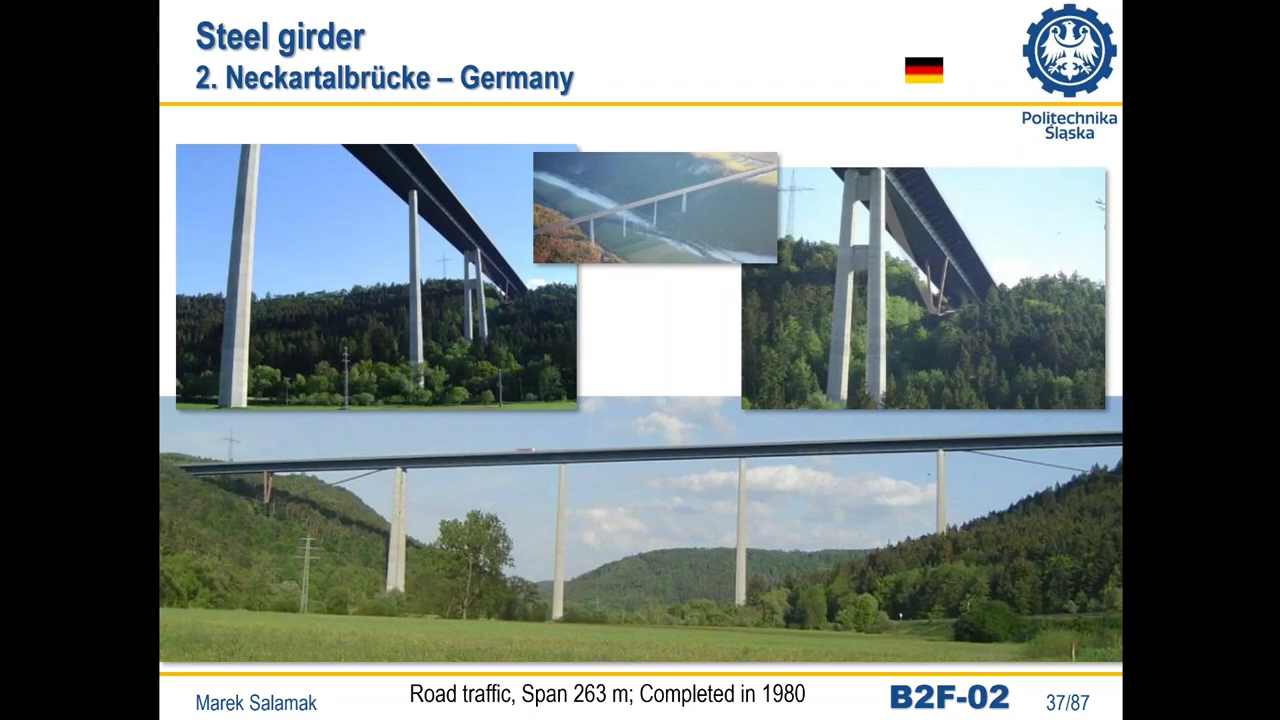 Steel girder
2. Neckartalbrücke – Germany
Politechnika
Śląska
Marek Salamak
Road traffic, Span 263 m; Completed in 1980
B2F-02
37/87